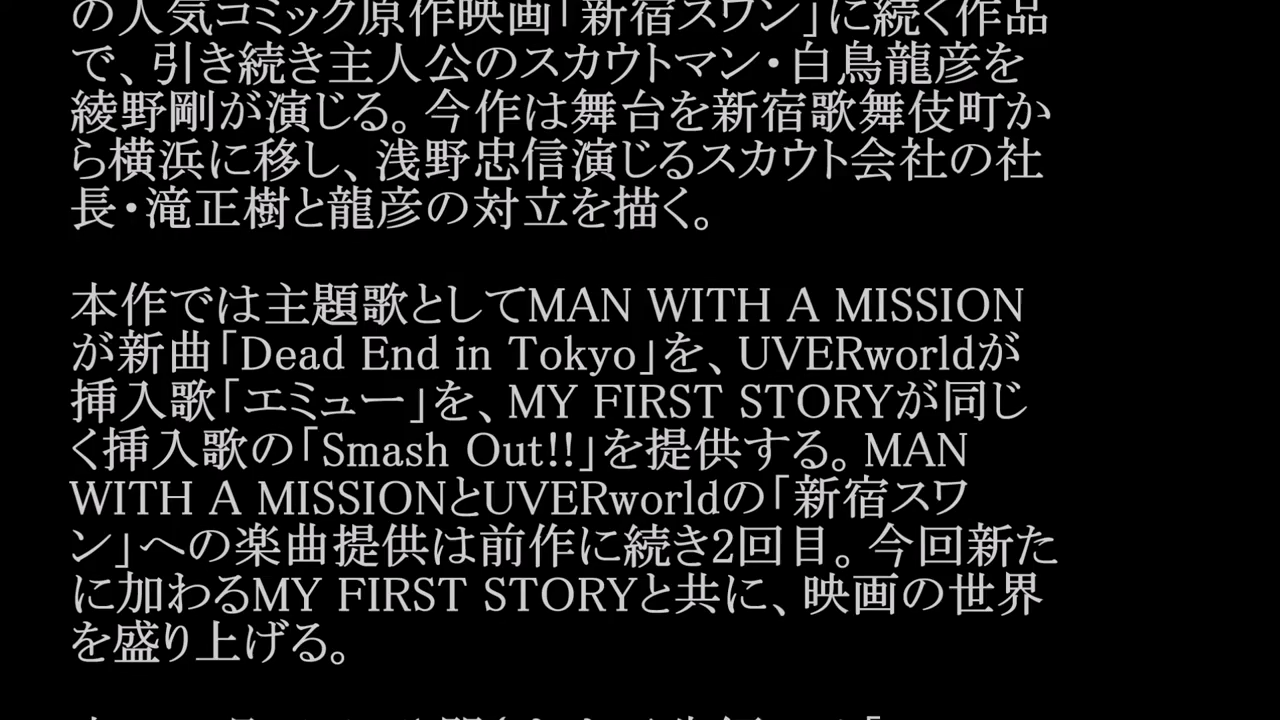 の人気コミック原作映画「新宿スワン」に続く作品
で、引き続き主人公のスカウトマン・白鳥龍彦を
綾野剛が演じる。今作は舞台を新宿歌舞伎町か
ら横浜に移し、浅野忠信演じるスカウト会社の社
長・滝正樹と龍彦の対立を描く。
本作では主題歌としてMAN WITH A MISSION
が新曲「Dead End in Tokyo」を、UVERworldが
挿入歌「エミュー」を、MY FIRST STORYが同じ
く挿入歌の「Smash Out!!」を提供する。MAN
WITH A MISSIONとUVERworldの「新宿スワ
ン」への楽曲提供は前作に続き2回目。今回新た
に加わるMY FIRST STORYと共に、映画の世界
を盛り上げる。